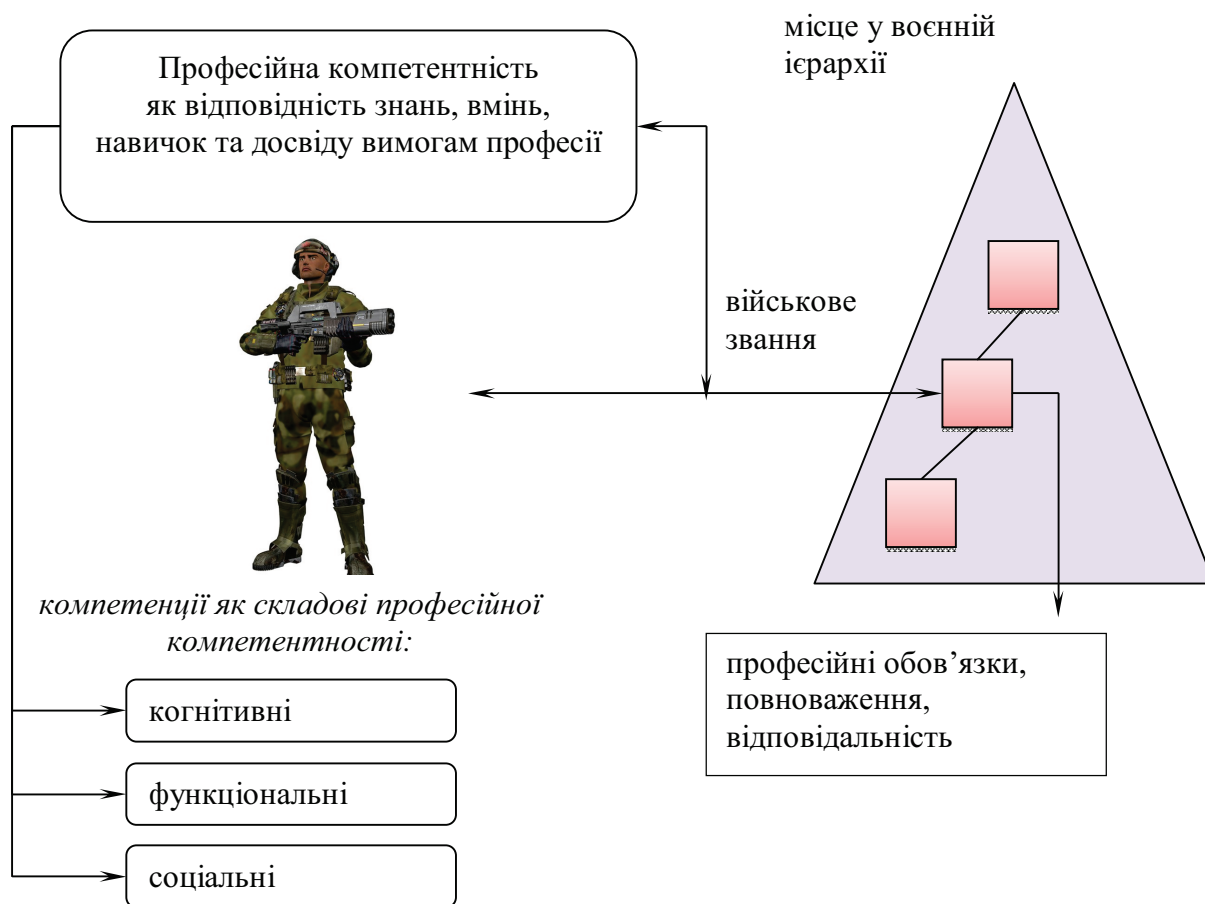 місце у воєнній
ієрархії
Професійна компетентність
як відповідність знань, вмінь,
навичок та досвіду вимогам професії
військове
звання
компетенції як складові професійної
компетентності:
професійні обов’язки,
повноваження,
відповідальність
когнітивні
функціональні
соціальні